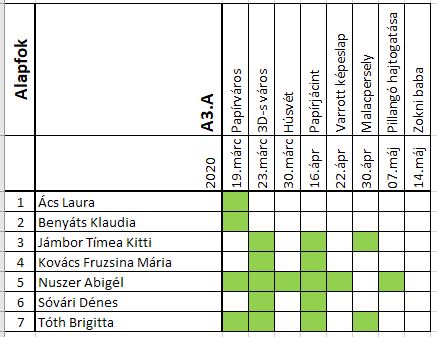 Alapfok
A3.A
2020
19.márc Papírváros
23.márc 3D-s város
30.márc Húsvét
16.ápr Papírjácint
22.ápr Varrott képeslap
30.ápr Malacpersely
07.máj Pillangó hajtogatása
14.máj Zokni baba
1 Ács Laura
2 Benyáts Klaudia
3 Jámbor Tímea Kitti
4 Kovács Fruzsina Mária
5 Nuszer Abigél
6 Sóvári Dénes
7 Tóth Brigitta